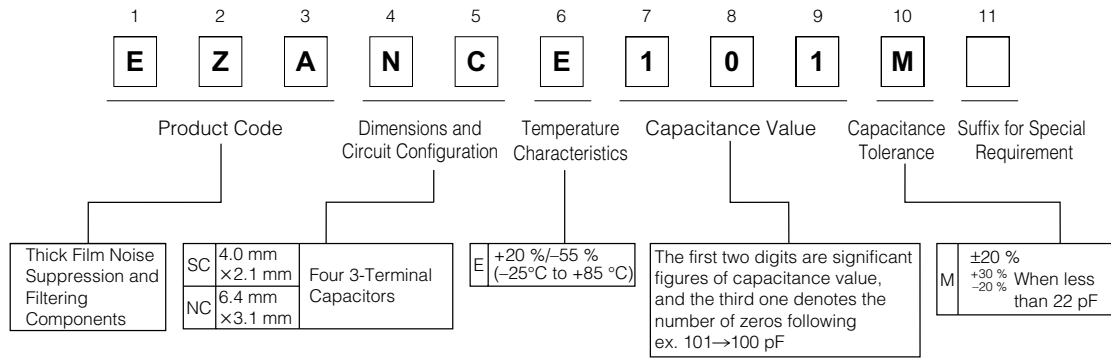 1 2 3 4 5 6 7 8 9 10 11
E Z A N C E 1 0 1 M
Product Code
Dimensions and
Circuit Configuration
Temperature
Characteristics
Capacitance Value
Capacitance
Tolerance
Suffix for Special
Requirement
Thick Film Noise
Suppression and
Filtering
Components
SC 4.0 mm
×2.1 mm
NC 6.4 mm
×3.1 mm
Four 3-Terminal
Capacitors
E +20 %/–55 %
(–25°C to +85 °C)
The first two digits are significant
figures of capacitance value,
and the third one denotes the
number of zeros following
ex. 101→100 pF
M ±20 %
+30 %
–20 % When less
than 22 pF